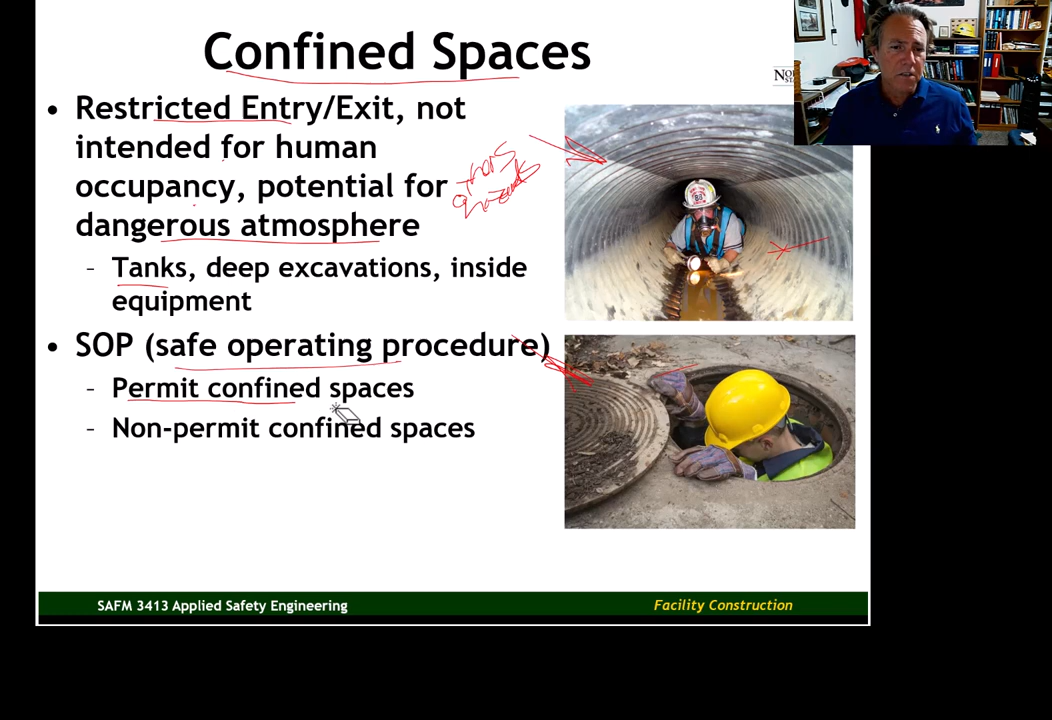 Confined Spaces
• Restricted Entry/Exit, not
intended for human
occupancy, potential for
dangerous atmosphere
– Tanks, deep excavations, inside
equipment
• SOP (safe operating procedure)
– Permit confined spaces
– Non-permit confined spaces
SAFM 3413 Applied Safety Engineering
Facility Construction